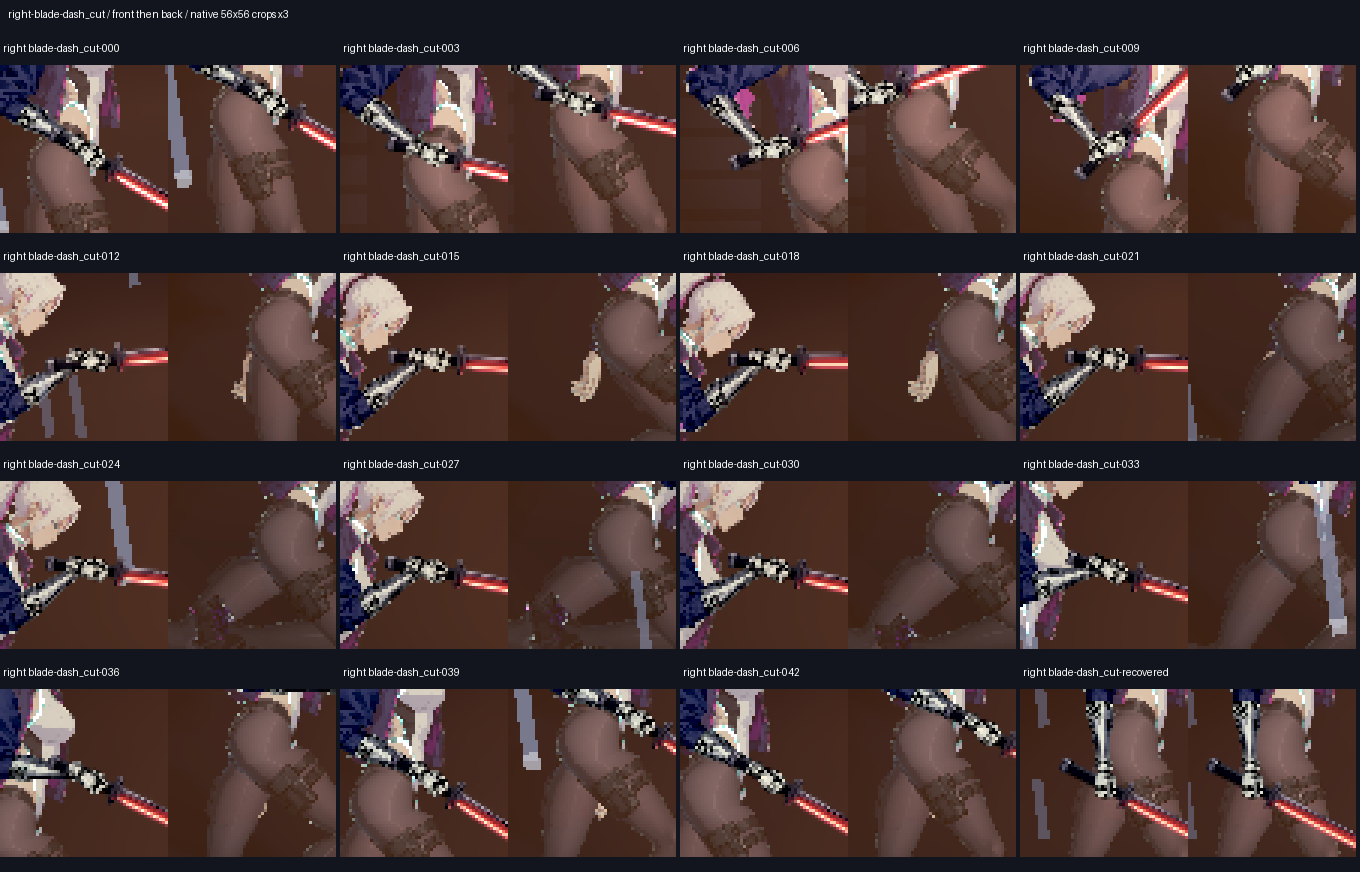 right-blade-dash_cut / front then back / native 56x56 crops x3
right blade-dash_cut-000
right blade-dash_cut-003
right blade-dash_cut-006
right blade-dash_cut-009
right blade-dash_cut-012
right blade-dash_cut-015
right blade-dash_cut-018
right blade-dash_cut-021
right blade-dash_cut-024
right blade-dash_cut-027
right blade-dash_cut-030
right blade-dash_cut-033
right blade-dash_cut-036
right blade-dash_cut-039
right blade-dash_cut-042
right blade-dash_cut-recovered